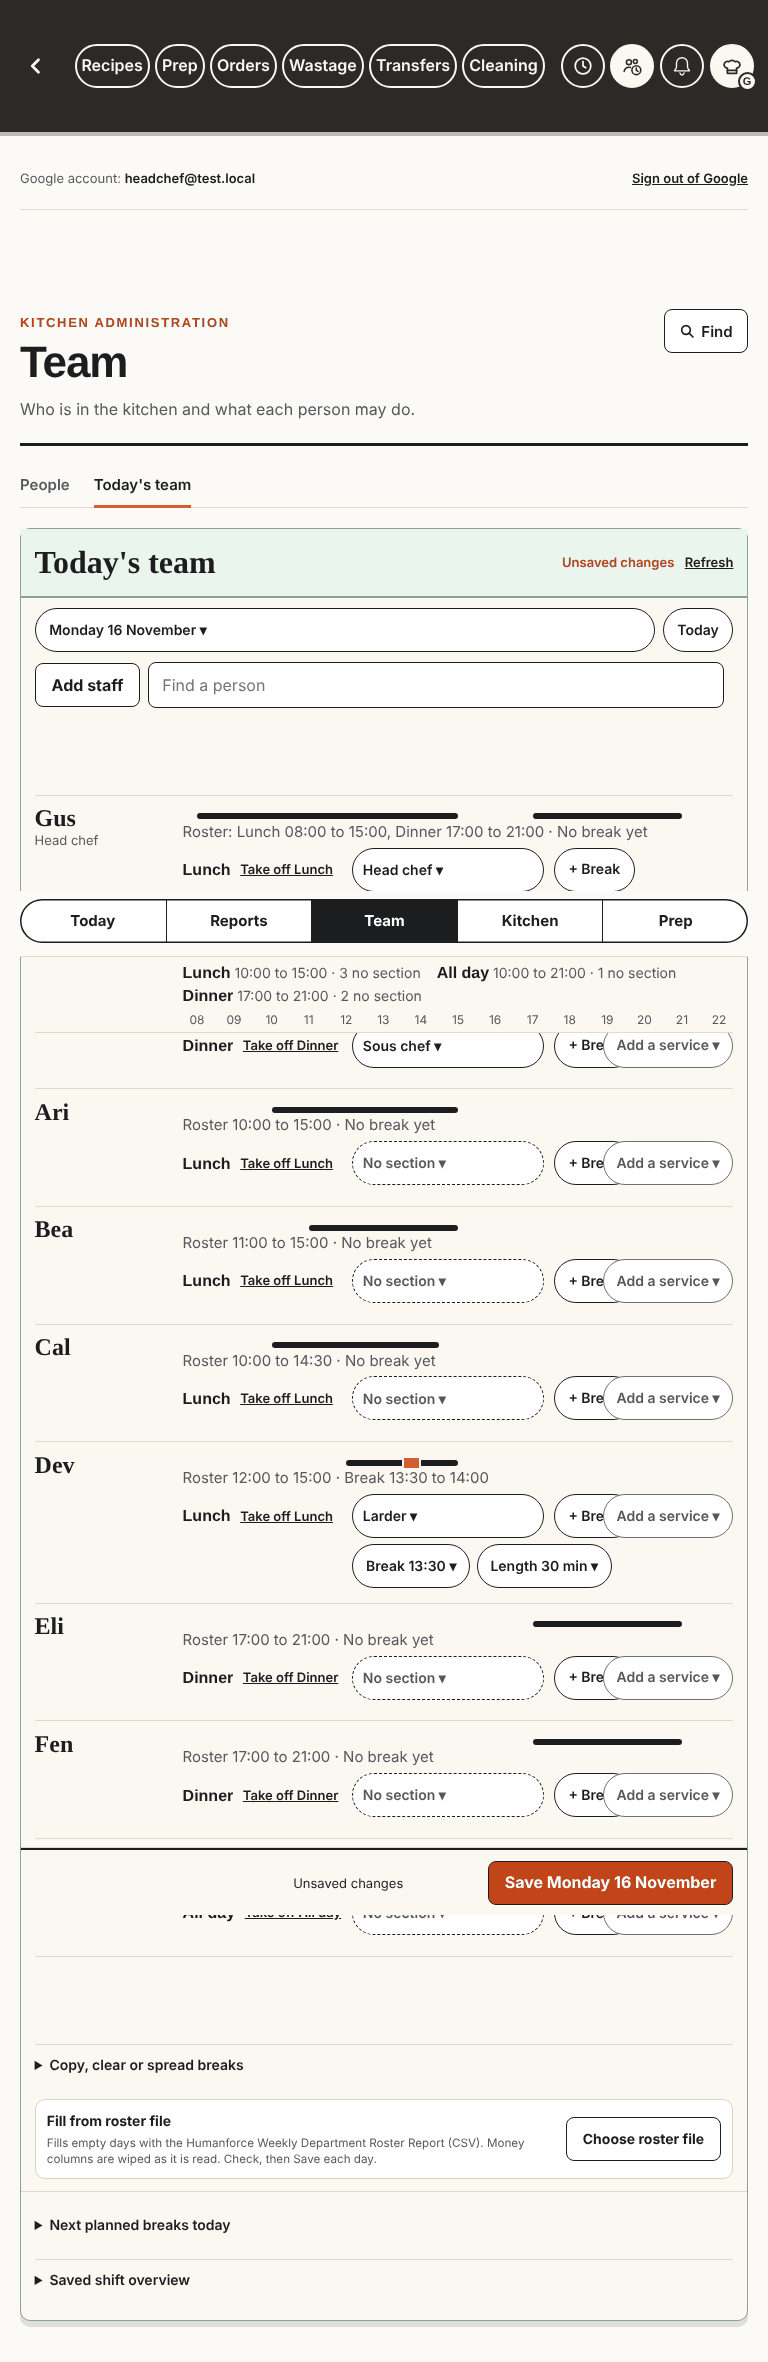 Recipes Prep Orders Wastage Transfers Cleaning
G
Google account: headchef@test.local Sign out of Google
KITCHEN ADMINISTRATION
Find
Team
Who is in the kitchen and what each person may do.
People Today's team
Today's team Unsaved changes Refresh
Monday 16 November ▾ Today
Add staff Find a person
Gus
Head chef
Roster: Lunch 08:00 to 15:00, Dinner 17:00 to 21:00 · No break yet
Lunch Take off Lunch Head chef ▾ + Break
Today Reports Team Kitchen Prep
Lunch 10:00 to 15:00 · 3 no section All day 10:00 to 21:00 · 1 no section
Dinner 17:00 to 21:00 · 2 no section
08 09 10 11 12 13 14 15 16 17 18 19 20 21 22
Dinner Take off Dinner Sous chef ▾ + Bre Add a service ▾
Ari
Roster 10:00 to 15:00 · No break yet
Lunch Take off Lunch No section ▾ + Bre Add a service ▾
Bea
Roster 11:00 to 15:00 · No break yet
Lunch Take off Lunch No section ▾ + Bre Add a service ▾
Cal
Roster 10:00 to 14:30 · No break yet
Lunch Take off Lunch No section ▾ + Bre Add a service ▾
Dev
Roster 12:00 to 15:00 · Break 13:30 to 14:00
Lunch Take off Lunch Larder ▾ + Bre Add a service ▾
Break 13:30 ▾ Length 30 min ▾
Eli
Roster 17:00 to 21:00 · No break yet
Dinner Take off Dinner No section ▾ + Bre Add a service ▾
Fen
Roster 17:00 to 21:00 · No break yet
Dinner Take off Dinner No section ▾ + Bre Add a service ▾
Unsaved changes Save Monday 16 November
All day Take off All day No section ▾ + Bre Add a service ▾
Copy, clear or spread breaks
Fill from roster file
Fills empty days with the Humanforce Weekly Department Roster Report (CSV). Money
columns are wiped as it is read. Check, then Save each day.
Choose roster file
Next planned breaks today
Saved shift overview